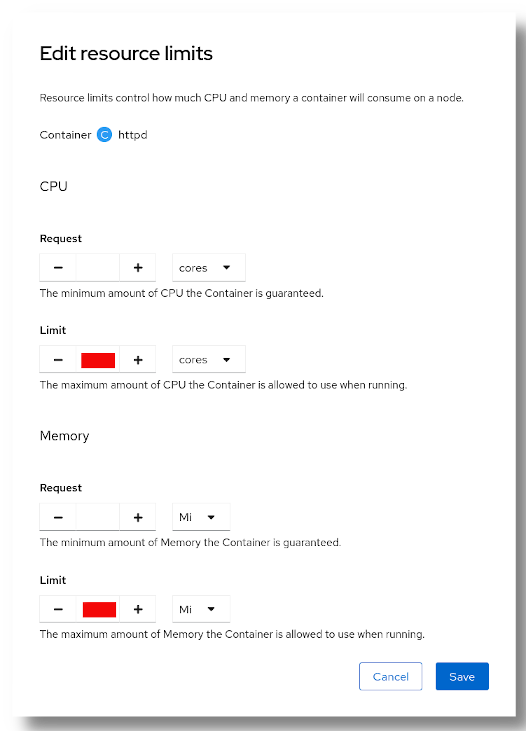 Edit resource limits
Resource limits control how much CPU and memory a container will consume on a node.
Container C httpd
CPU
Request
− + cores
The minimum amount of CPU the Container is guaranteed.
Limit
− + cores
The maximum amount of CPU the Container is allowed to use when running.
Memory
Request
− + Mi
The minimum amount of Memory the Container is guaranteed.
Limit
− + Mi
The maximum amount of Memory the Container is allowed to use when running.
Cancel Save